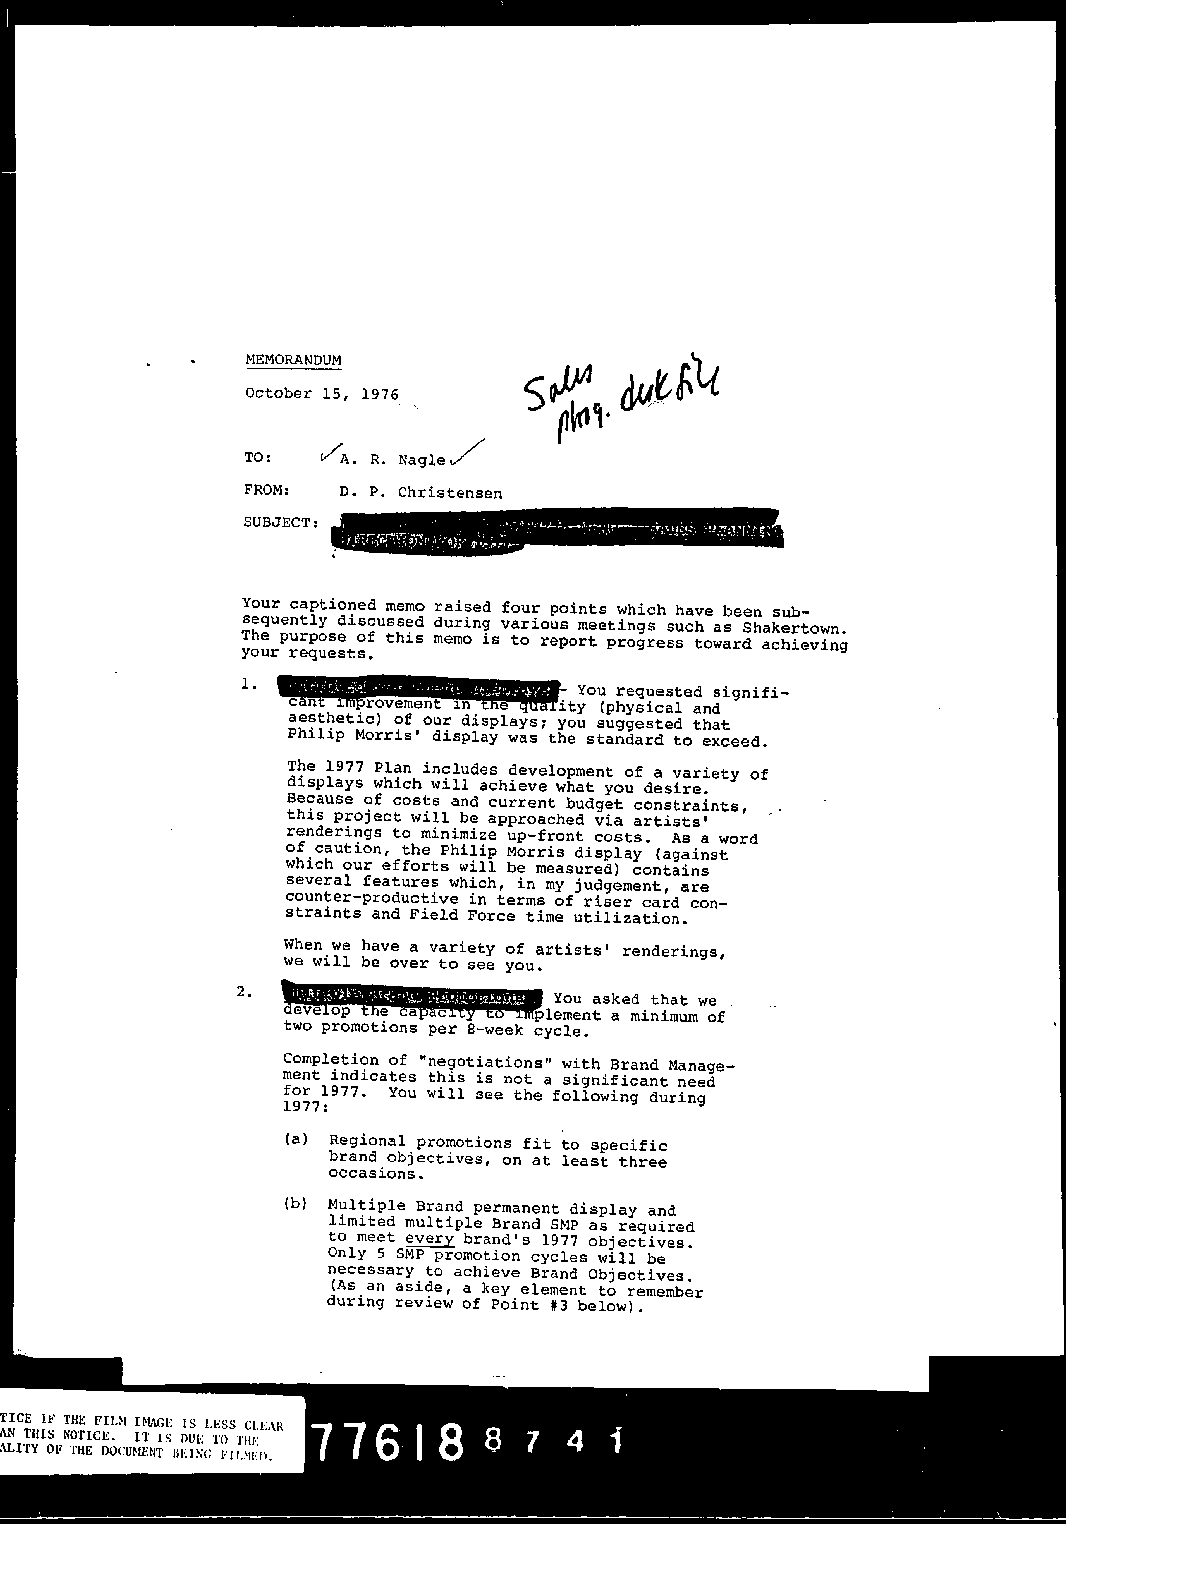 MEMORANDUM
October 15, 1976
Sales
desk file
TO: A. R. Nagle
FROM: D. P. Christensen
SUBJECT:
Your captioned memo raised four points which have been sub-
sequently discussed during various meetings such as Shakertown.
The purpose of this memo is to report progress toward achieving
your requests.
1. - You requested signifi-
cant improvement in the quality (physical and
aesthetic) of our displays; you suggested that
Philip Morris' display was the standard to exceed.
The 1977 Plan includes development of a variety of
displays which will achieve what you desire.
Because of costs and current budget constraints,
this project will be approached via artists'
renderings to minimize up-front costs. As a word
of caution, the Philip Morris display (against
which our efforts will be measured) contains
several features which, in my judgement, are
counter-productive in terms of riser card con-
straints and Field Force time utilization.
When we have a variety of artists' renderings,
we will be over to see you.
2. You asked that we
develop the capacity to implement a minimum of
two promotions per 8-week cycle.
Completion of "negotiations" with Brand Manage-
ment indicates this is not a significant need
for 1977. You will see the following during
1977:
(a) Regional promotions fit to specific
brand objectives, on at least three
occasions.
(b) Multiple Brand permanent display and
limited multiple Brand SMP as required
to meet every brand's 1977 objectives.
Only 5 SMP promotion cycles will be
necessary to achieve Brand Objectives.
(As an aside, a key element to remember
during review of Point #3 below).
TICE IF THE FILM IMAGE IS LESS CLEAR
AN THIS NOTICE. IT IS DUE TO THE
ALITY OF THE DOCUMENT BEING FILMED.
77618 8741